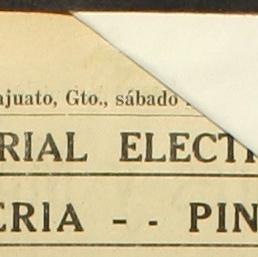 ajuato, Gto., sábado
RIAL ELECT
ERIA - - PIN